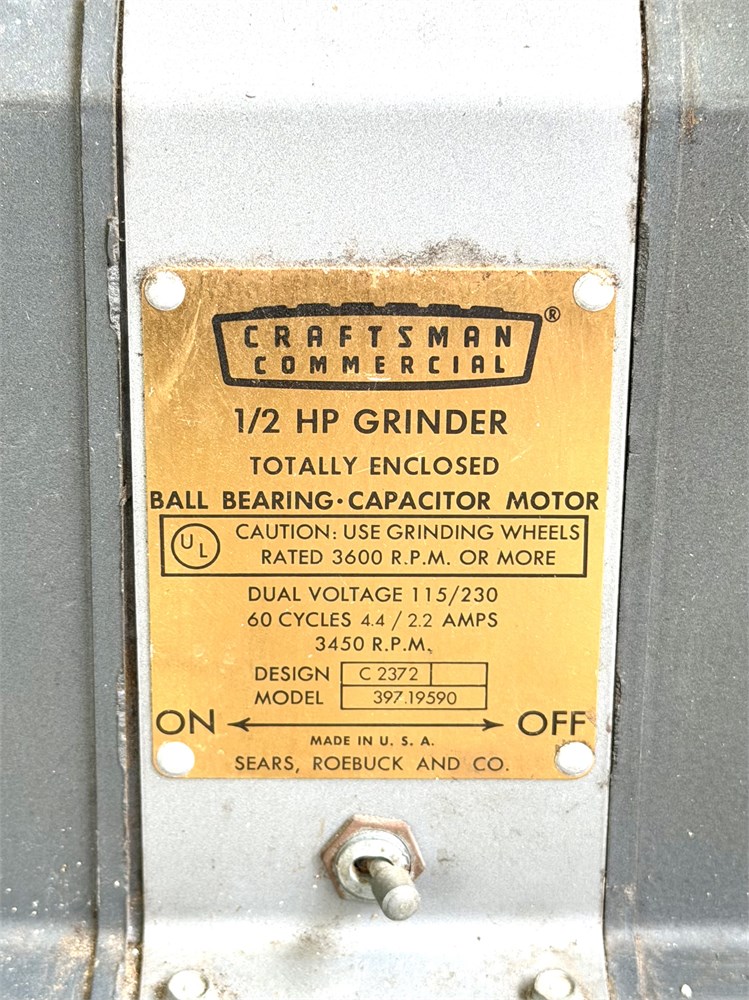 CRAFTSMAN ®
COMMERCIAL
1/2 HP GRINDER
TOTALLY ENCLOSED
BALL BEARING · CAPACITOR MOTOR
UL
CAUTION: USE GRINDING WHEELS
RATED 3600 R.P.M. OR MORE
DUAL VOLTAGE 115/230
60 CYCLES 4.4 / 2.2 AMPS
3450 R.P.M.
DESIGN C 2372
MODEL 397.19590
ON OFF
MADE IN U. S. A.
SEARS, ROEBUCK AND CO.